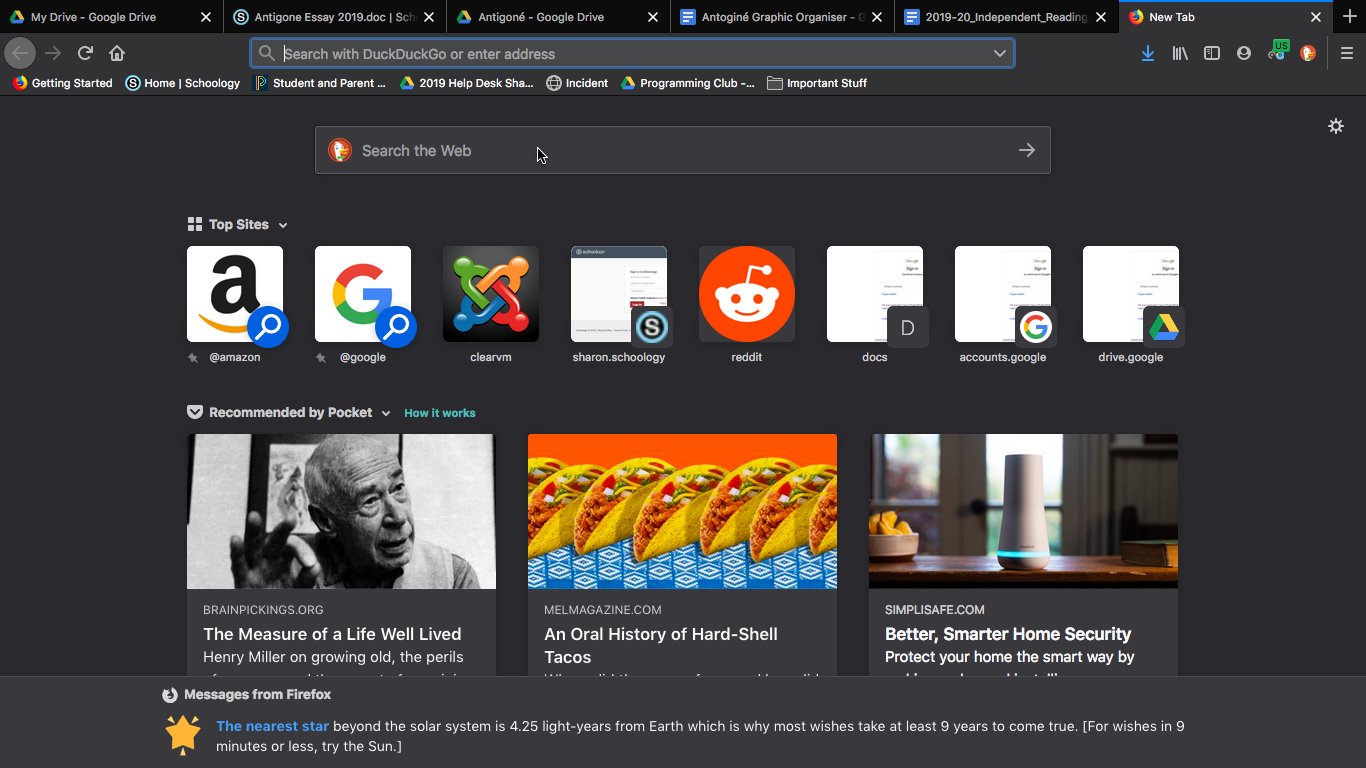 My Drive - Google Drive
Antigone Essay 2019.doc | Sch
Antigoné - Google Drive
Antoginé Graphic Organiser - G
2019-20_Independent_Reading
New Tab
Search with DuckDuckGo or enter address
US
Getting Started
Home | Schoology
Student and Parent ...
2019 Help Desk Sha...
Incident
Programming Club -...
Important Stuff
Search the Web
Top Sites
@amazon
@google
clearvm
sharon.schoology
reddit
D
docs
accounts.google
drive.google
Recommended by Pocket
How it works
BRAINPICKINGS.ORG
The Measure of a Life Well Lived
Henry Miller on growing old, the perils
MELMAGAZINE.COM
An Oral History of Hard-Shell
Tacos
SIMPLISAFE.COM
Better, Smarter Home Security
Protect your home the smart way by
Messages from Firefox
The nearest star beyond the solar system is 4.25 light-years from Earth which is why most wishes take at least 9 years to come true. [For wishes in 9
minutes or less, try the Sun.]